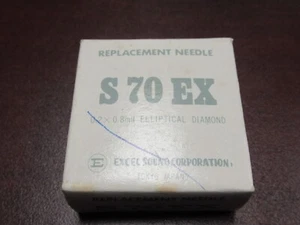 REPLACEMENT NEEDLE
S 70 EX
ELLIPTICAL DIAMOND
E
EXCEL SOUND CORPORATION